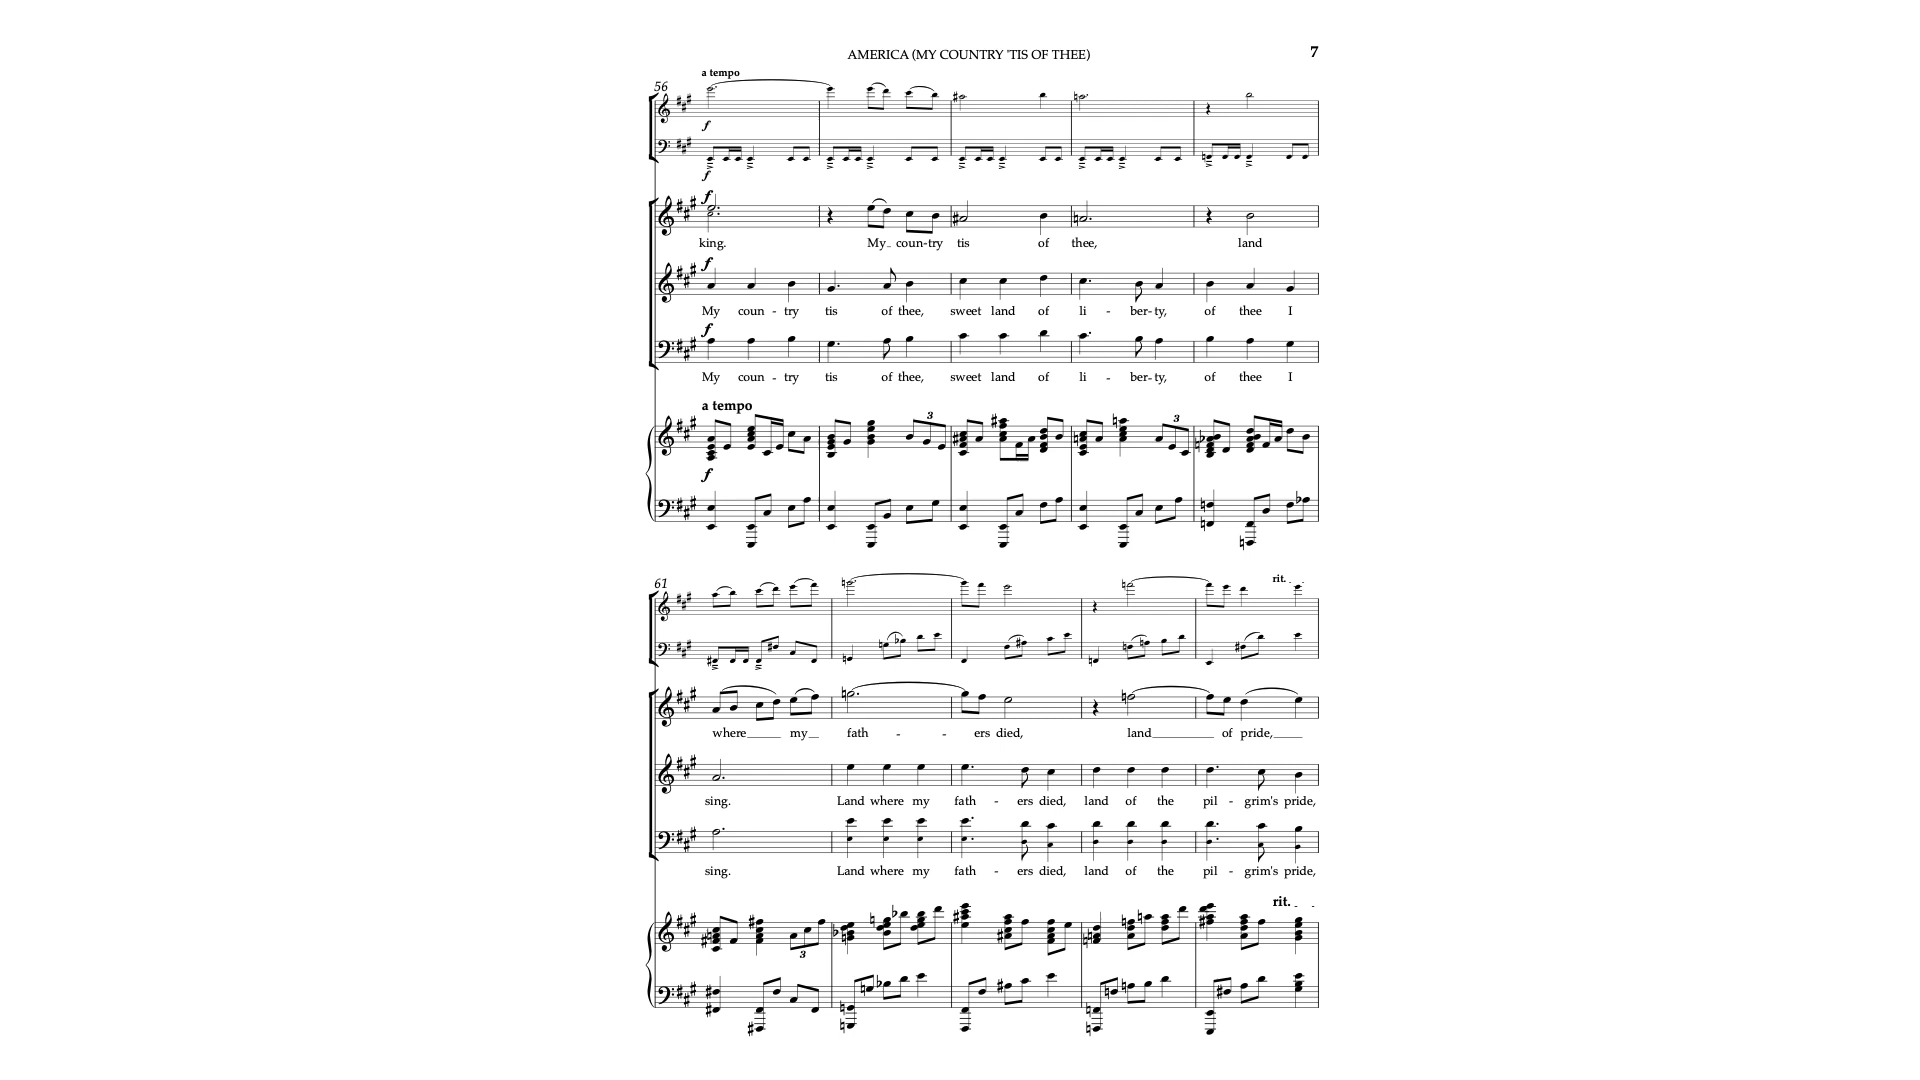 AMERICA (MY COUNTRY 'TIS OF THEE)
7
a tempo
56
f
f
f
king. My coun-try tis of thee, land
f
My coun - try tis of thee, sweet land of li - ber-ty, of thee I
f
My coun - try tis of thee, sweet land of li - ber-ty, of thee I
a tempo
3
3
f
61
rit.
where my fath - - ers died, land of pride,
sing. Land where my fath - ers died, land of the pil - grim's pride,
sing. Land where my fath - ers died, land of the pil - grim's pride,
rit.
3